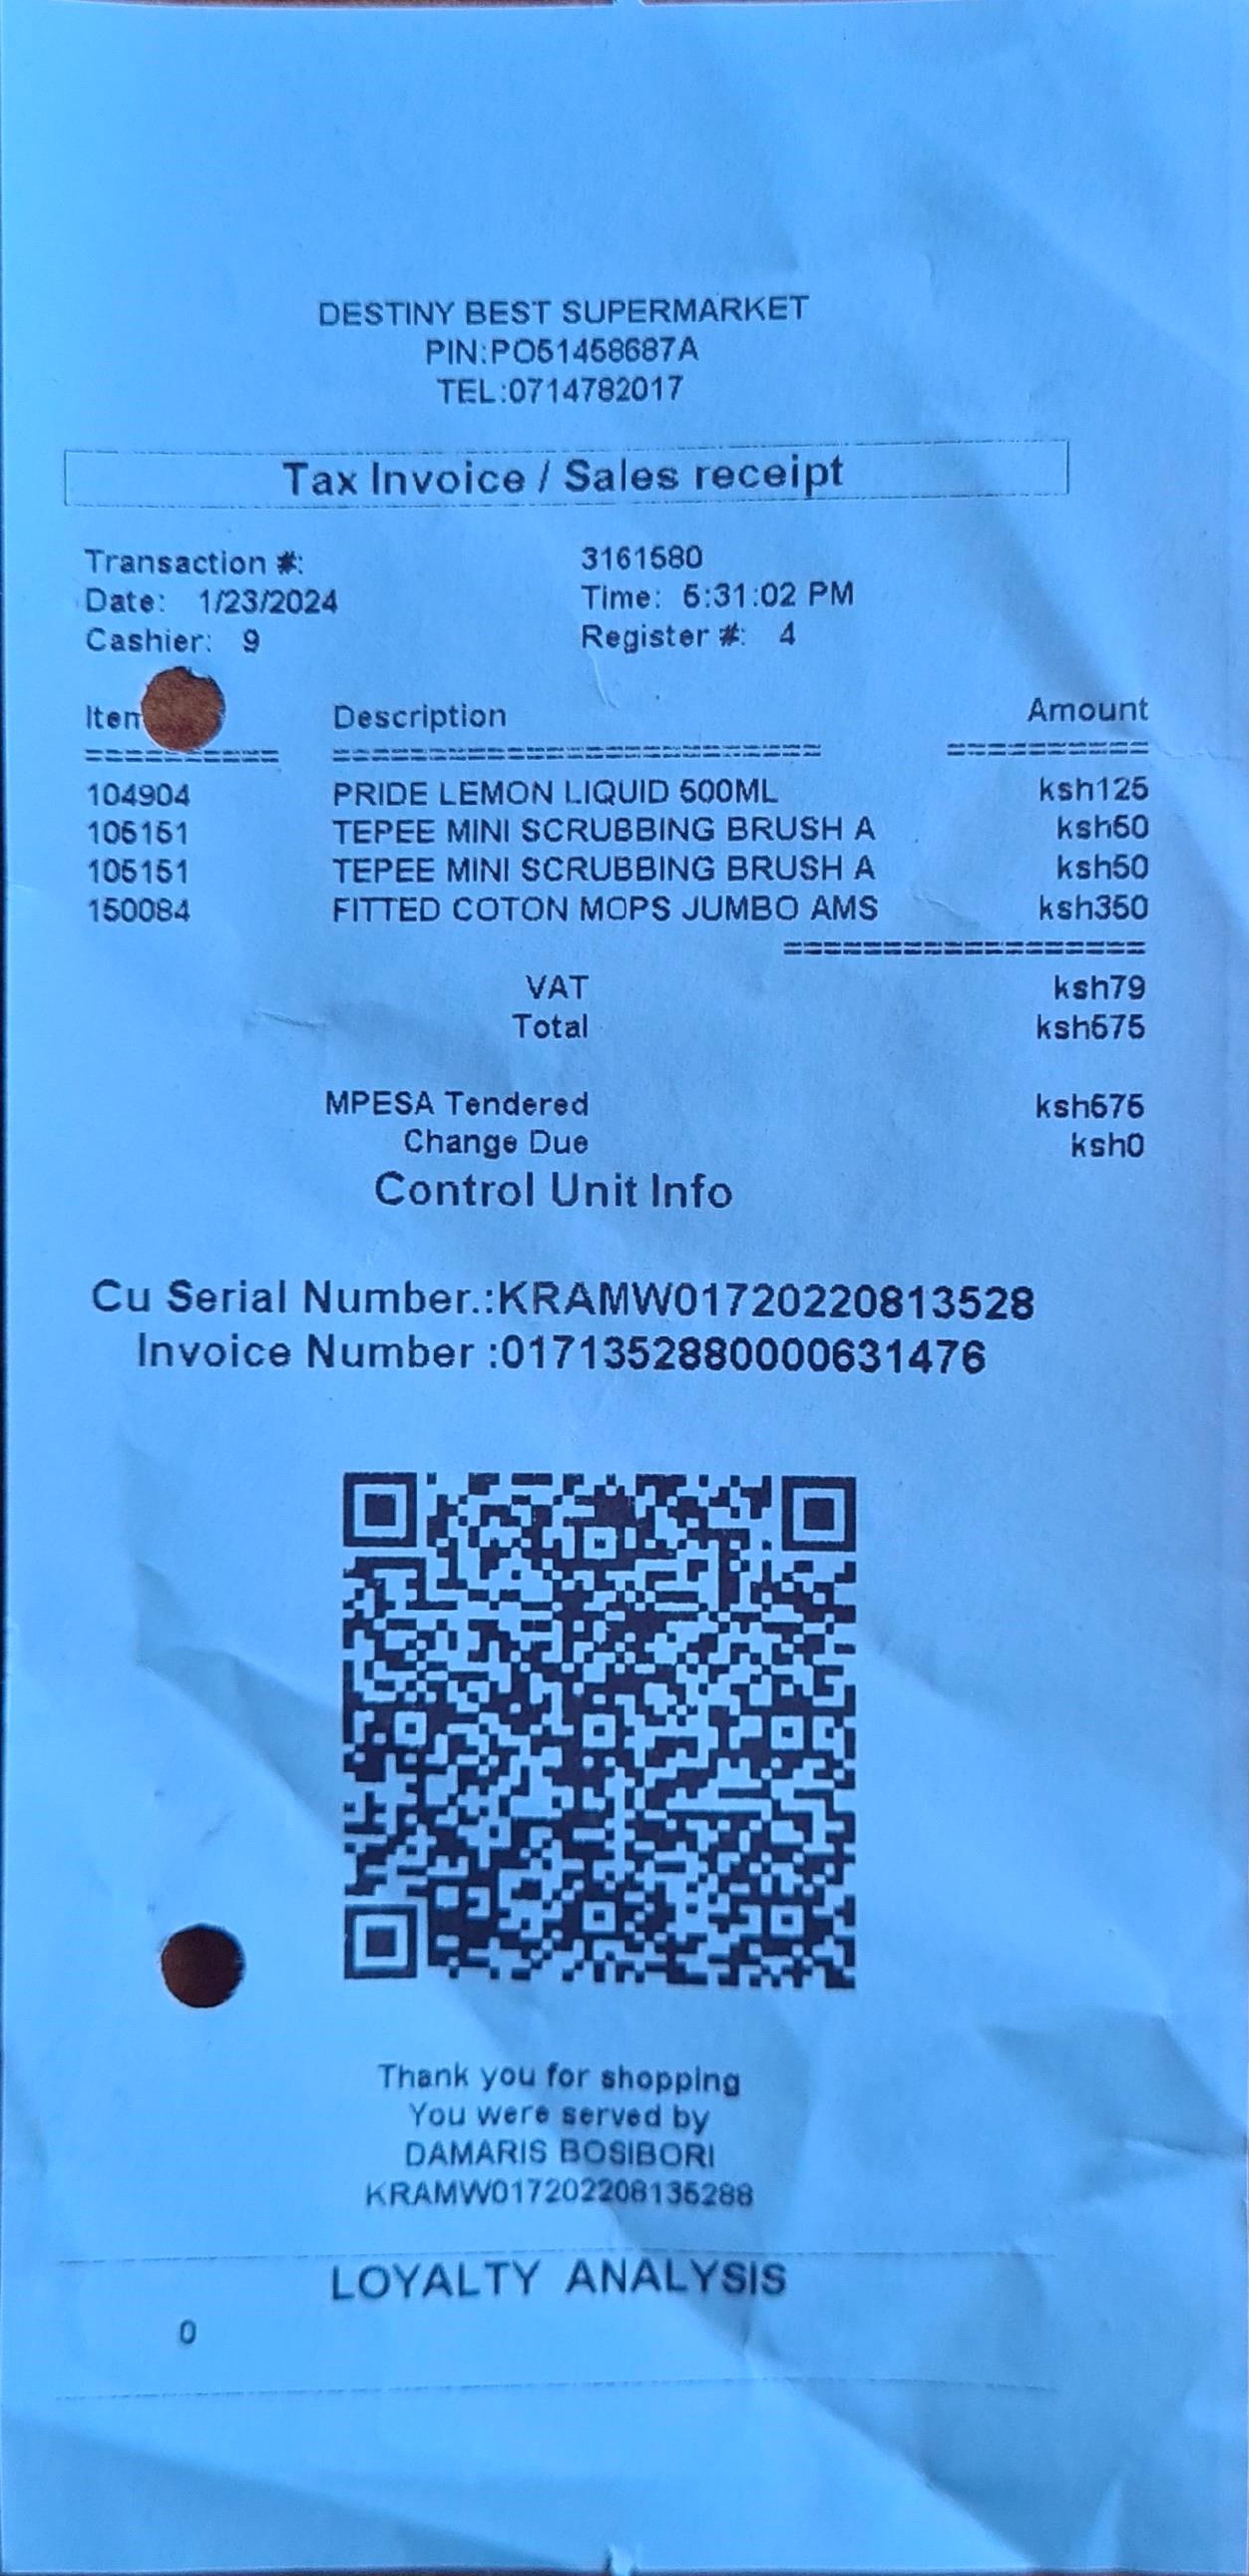 DESTINY BEST SUPERMARKET
PIN:PO51458687A
TEL:0714782017
Tax Invoice / Sales receipt
Transaction #: 3161580
Date: 1/23/2024 Time: 5:31:02 PM
Cashier: 9 Register #: 4
Item Description Amount
========== ======================== ==========
104904 PRIDE LEMON LIQUID 500ML ksh125
105151 TEPEE MINI SCRUBBING BRUSH A ksh50
105151 TEPEE MINI SCRUBBING BRUSH A ksh50
150084 FITTED COTON MOPS JUMBO AMS ksh350
==================
VAT ksh79
Total ksh575
MPESA Tendered ksh575
Change Due ksh0
Control Unit Info
Cu Serial Number.:KRAMW01720220813528
Invoice Number :0171352880000631476
Thank you for shopping
You were served by
DAMARIS BOSIBORI
KRAMW017202208135288
LOYALTY ANALYSIS
0